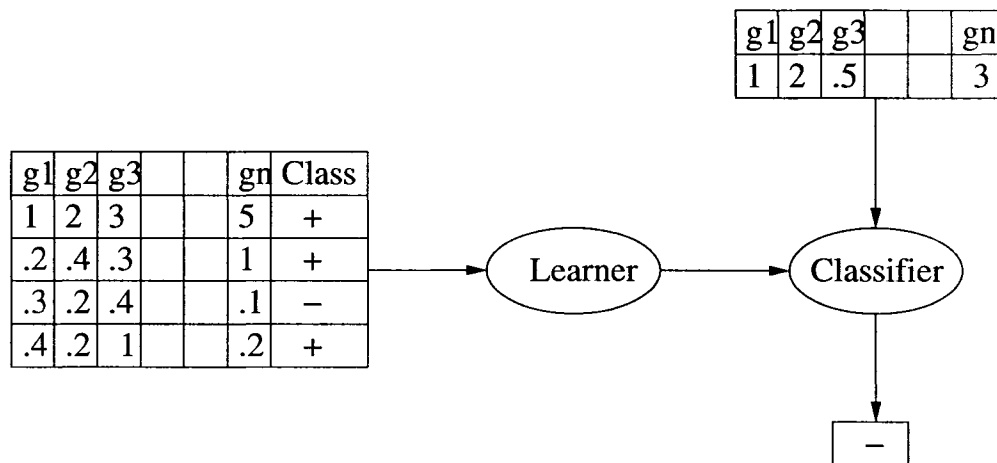 g1 g2 g3 gn
1 2 .5 3
g1 g2 g3 gn Class
1 2 3 5 +
.2 .4 .3 1 +
.3 .2 .4 .1 −
.4 .2 1 .2 +
Learner
Classifier
−